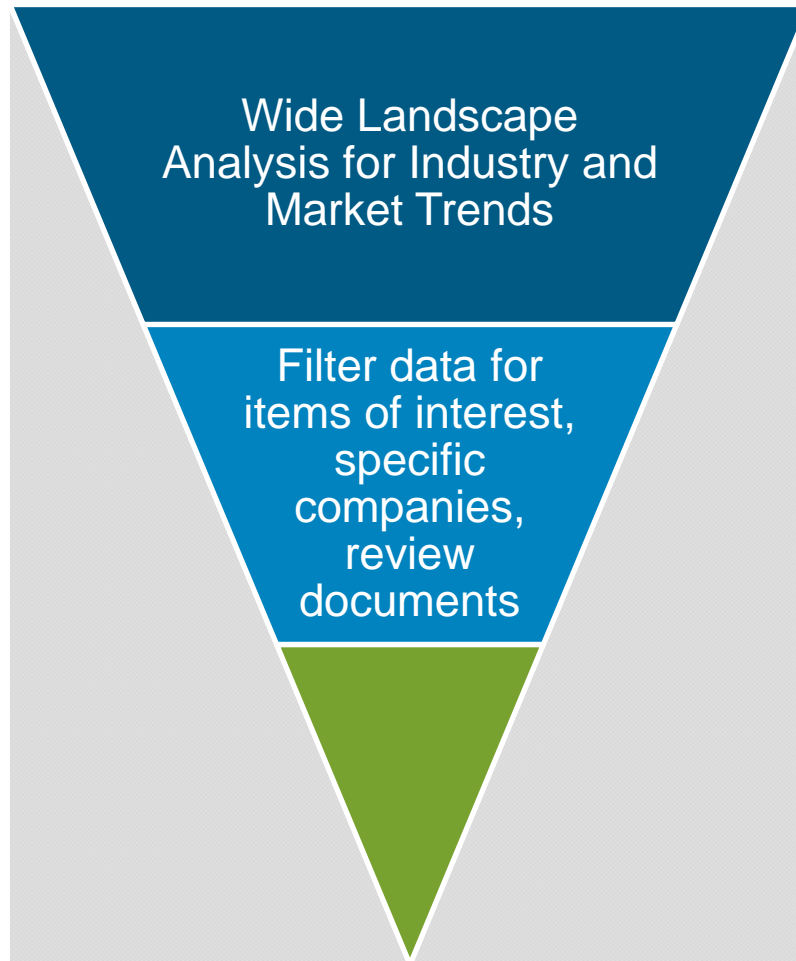 Wide Landscape
Analysis for Industry and
Market Trends
Filter data for
items of interest,
specific
companies,
review
documents